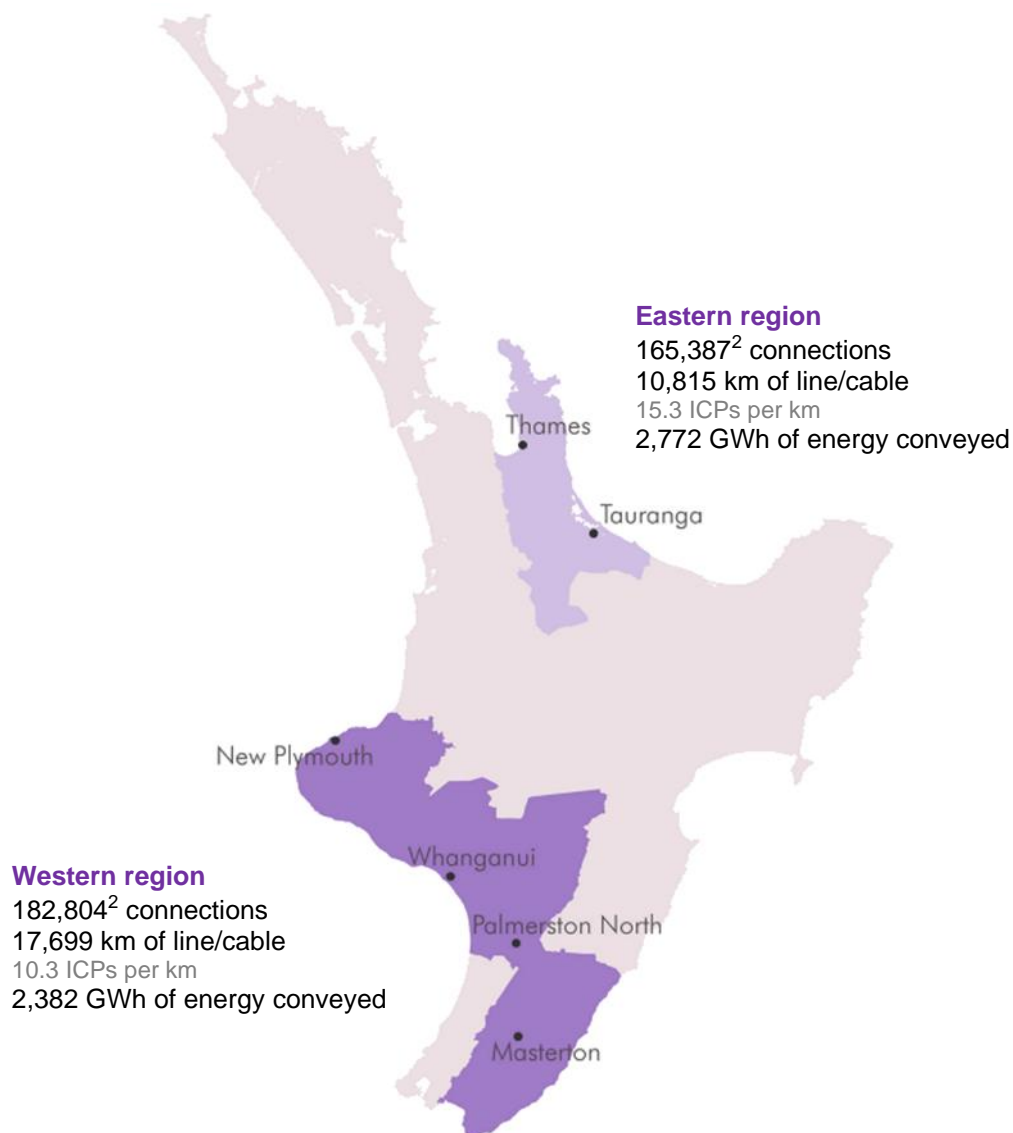 Eastern region
165,387² connections
10,815 km of line/cable
15.3 ICPs per km
2,772 GWh of energy conveyed
Thames
Tauranga
New Plymouth
Whanganui
Western region
182,804² connections
17,699 km of line/cable
10.3 ICPs per km
2,382 GWh of energy conveyed
Palmerston North
Masterton